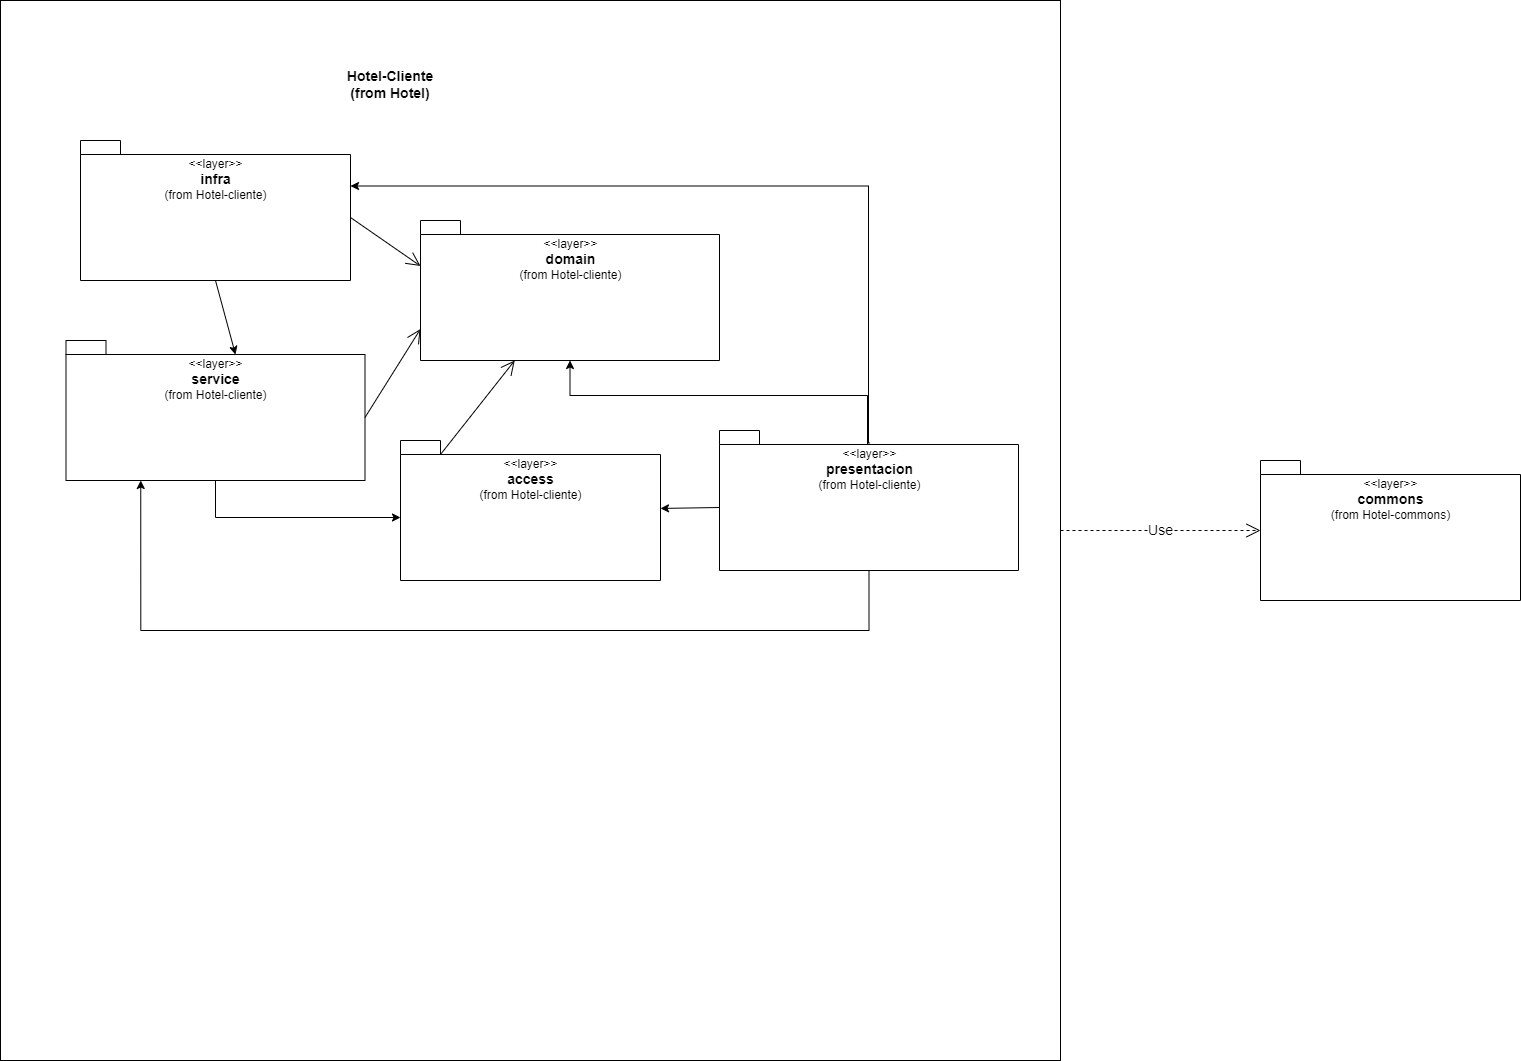 Hotel-Cliente
(from Hotel)
<<layer>>
infra
(from Hotel-cliente)
<<layer>>
domain
(from Hotel-cliente)
<<layer>>
service
(from Hotel-cliente)
<<layer>>
access
(from Hotel-cliente)
<<layer>>
presentacion
(from Hotel-cliente)
Use
<<layer>>
commons
(from Hotel-commons)